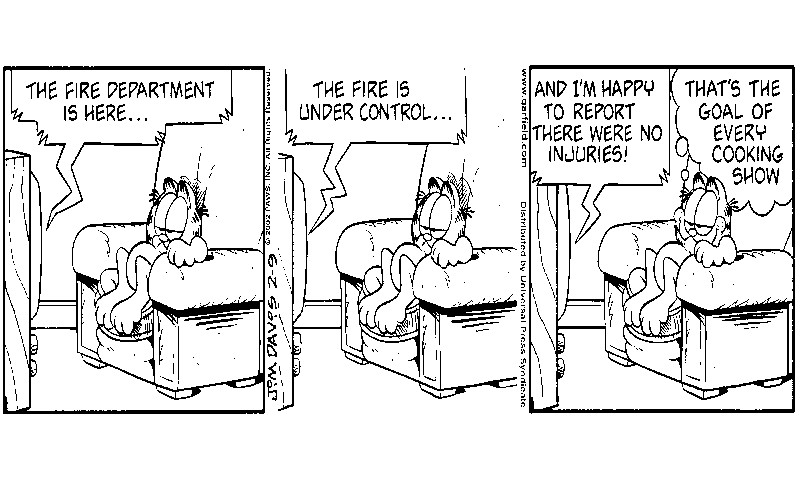 THE FIRE DEPARTMENT
IS HERE...
© 2002 PAWS, INC. All Rights Reserved.
JIM DAVIS 2-9
THE FIRE IS
UNDER CONTROL...
www.garfield.com
Distributed by Universal Press Syndicate
AND I'M HAPPY
TO REPORT
THERE WERE NO
INJURIES!
THAT'S THE
GOAL OF
EVERY
COOKING
SHOW